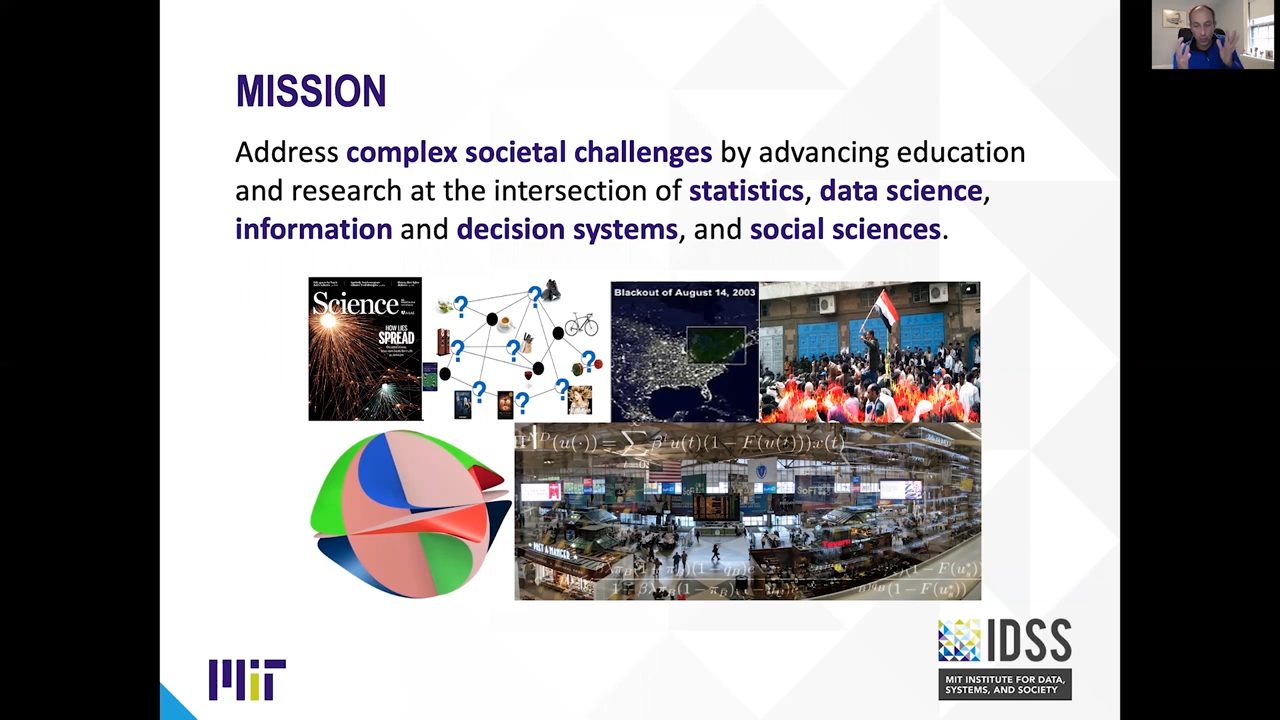 MISSION
Address complex societal challenges by advancing education
and research at the intersection of statistics, data science,
information and decision systems, and social sciences.
Science
HOW LIES
SPREAD
Blackout of August 14, 2003
?
?
?
?
?
?
?
?
PRET A MANGER
MIT
IDSS
MIT INSTITUTE FOR DATA,
SYSTEMS, AND SOCIETY